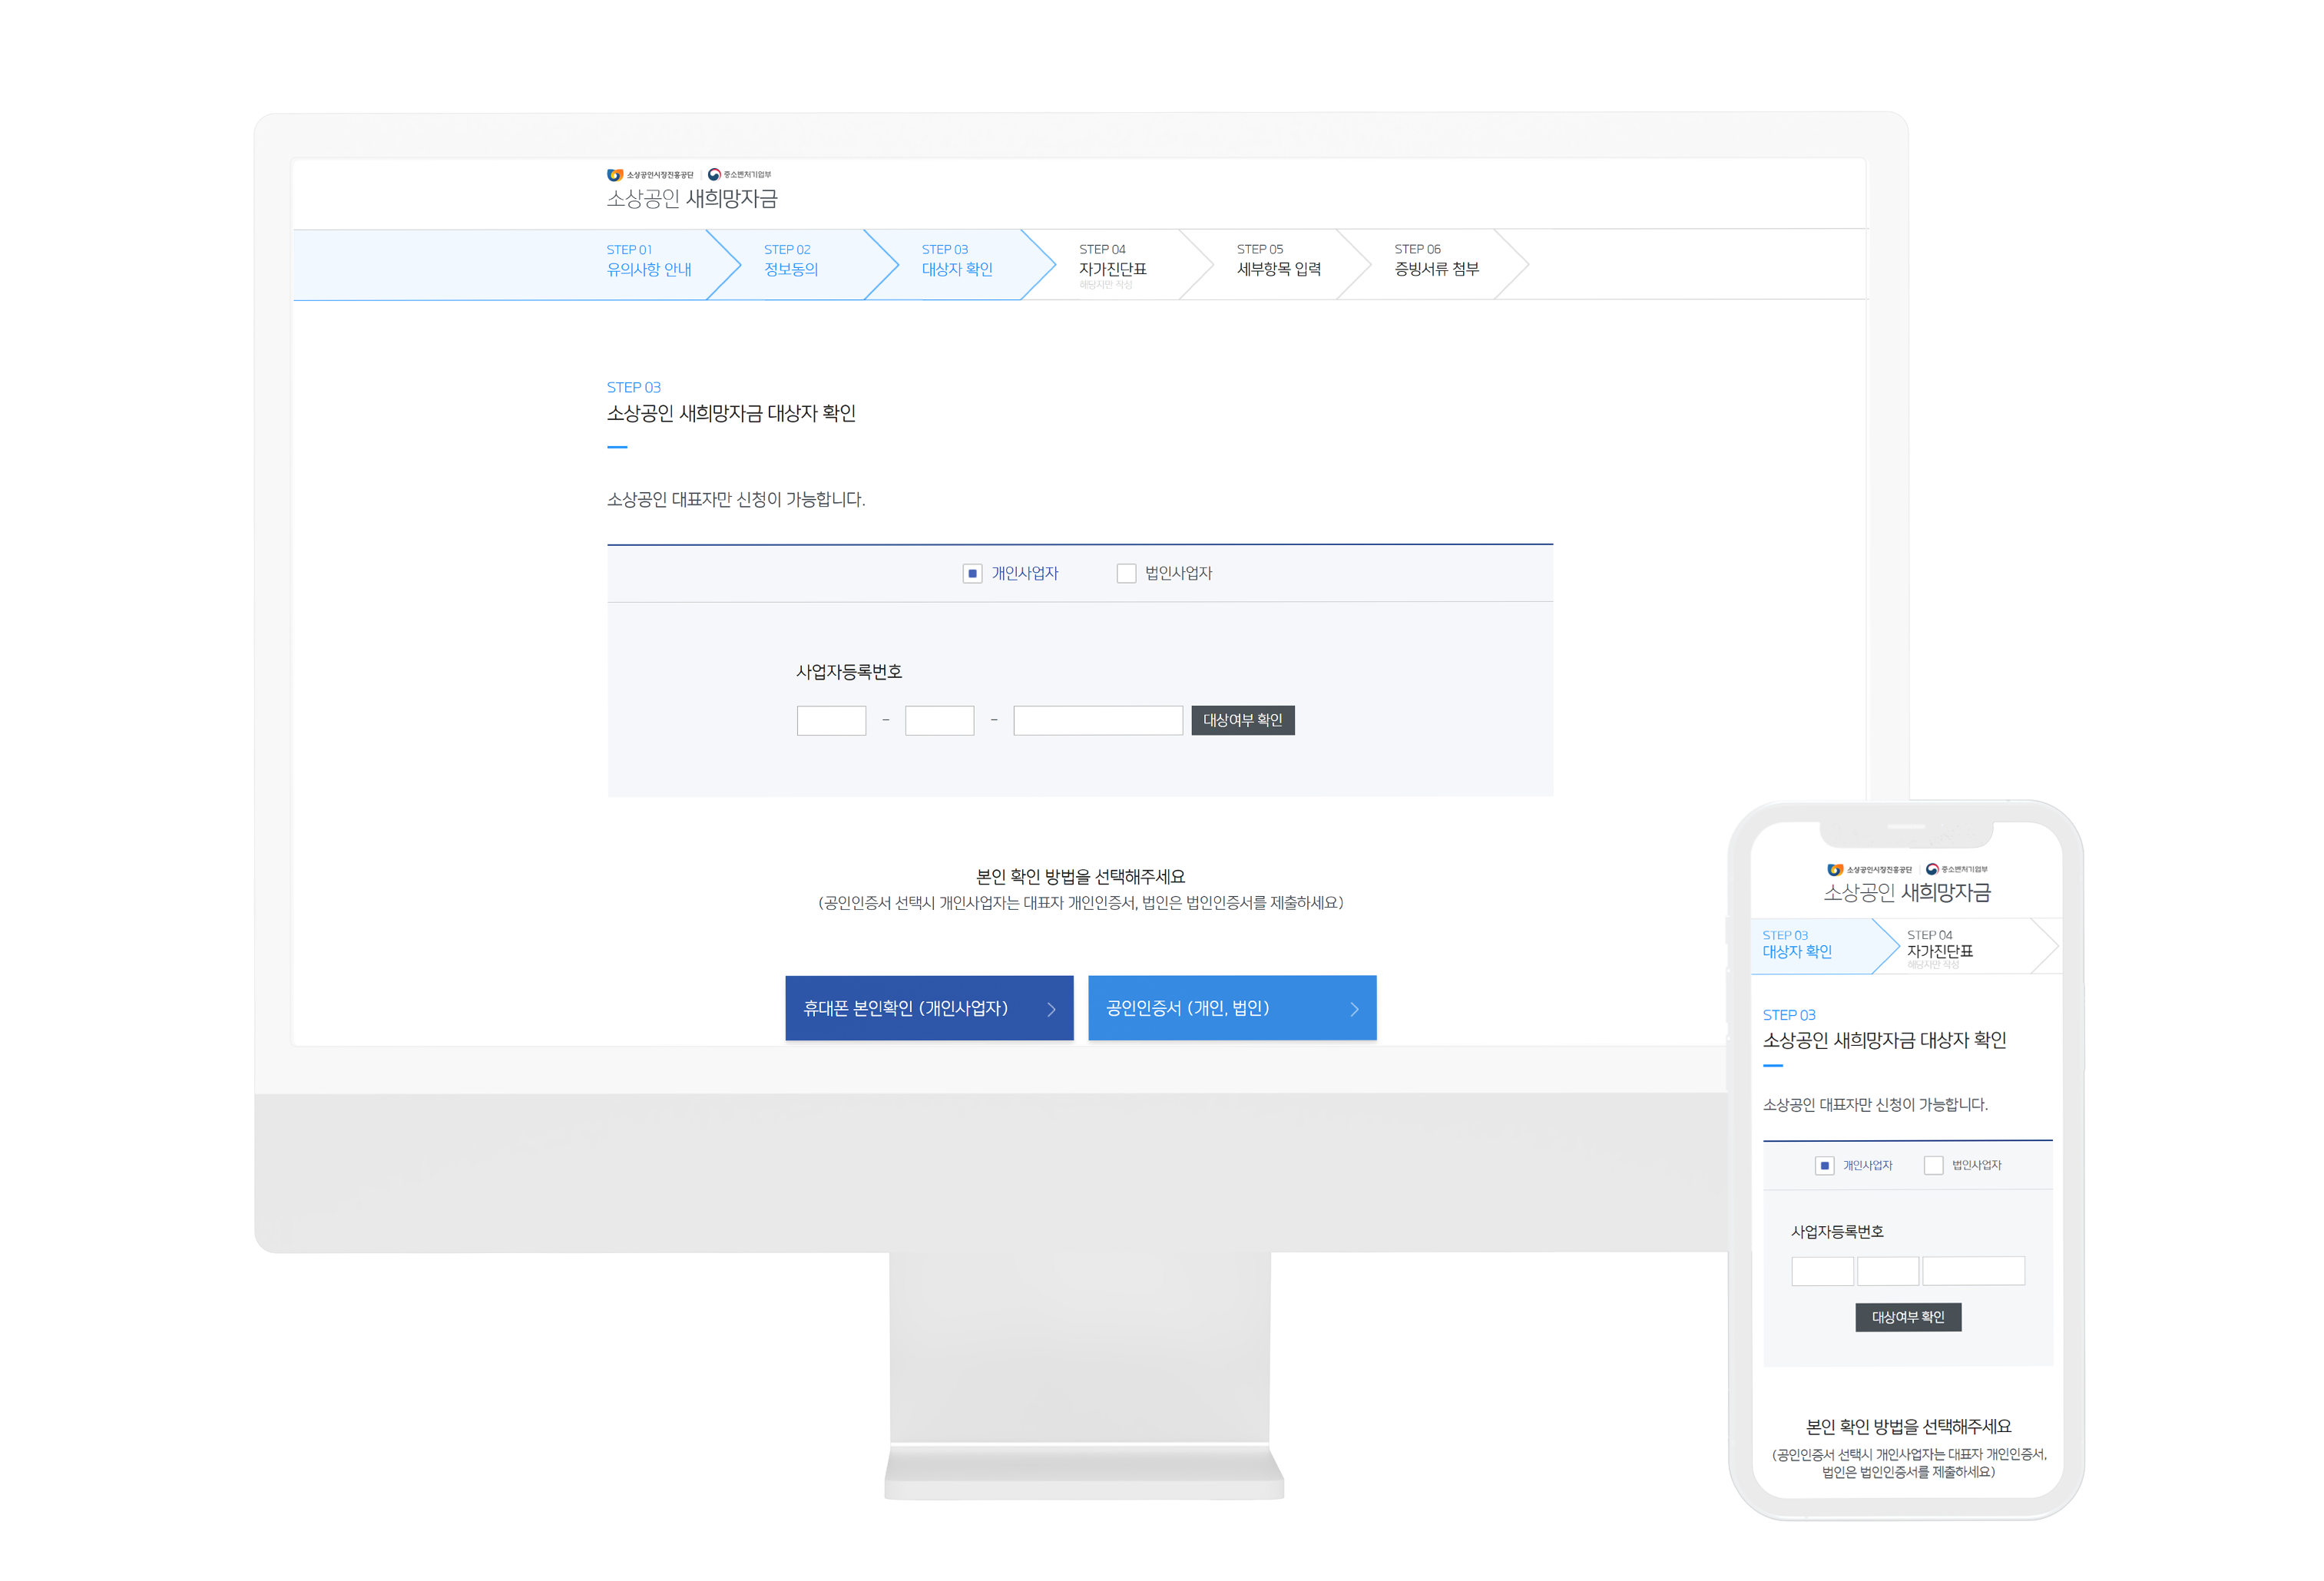 소상공인시장진흥공단 중소벤처기업부
소상공인 새희망자금
STEP 01
유의사항 안내
STEP 02
정보동의
STEP 03
대상자 확인
STEP 04
자가진단표
해당자만 작성
STEP 05
세부항목 입력
STEP 06
증빙서류 첨부
STEP 03
소상공인 새희망자금 대상자 확인
소상공인 대표자만 신청이 가능합니다.
개인사업자 법인사업자
사업자등록번호
- - 대상여부 확인
본인 확인 방법을 선택해주세요
(공인인증서 선택시 개인사업자는 대표자 개인인증서, 법인은 법인인증서를 제출하세요)
휴대폰 본인확인 (개인사업자) 공인인증서 (개인, 법인)
소상공인시장진흥공단 중소벤처기업부
소상공인 새희망자금
STEP 03
대상자 확인
STEP 04
자가진단표
해당자만 작성
STEP 03
소상공인 새희망자금 대상자 확인
소상공인 대표자만 신청이 가능합니다.
개인사업자 법인사업자
사업자등록번호
대상여부 확인
본인 확인 방법을 선택해주세요
(공인인증서 선택시 개인사업자는 대표자 개인인증서,
법인은 법인인증서를 제출하세요)